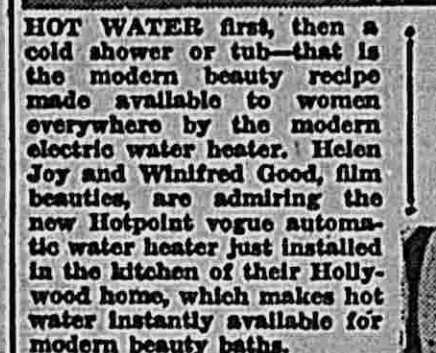 HOT WATER first, then a
cold shower or tub—that is
the modern beauty recipe
made available to women
everywhere by the modern
electric water heater. Helen
Joy and Winifred Good, film
beauties, are admiring the
new Hotpoint vogue automa-
tic water heater just installed
in the kitchen of their Holly-
wood home, which makes hot
water instantly available for
modern beauty baths.